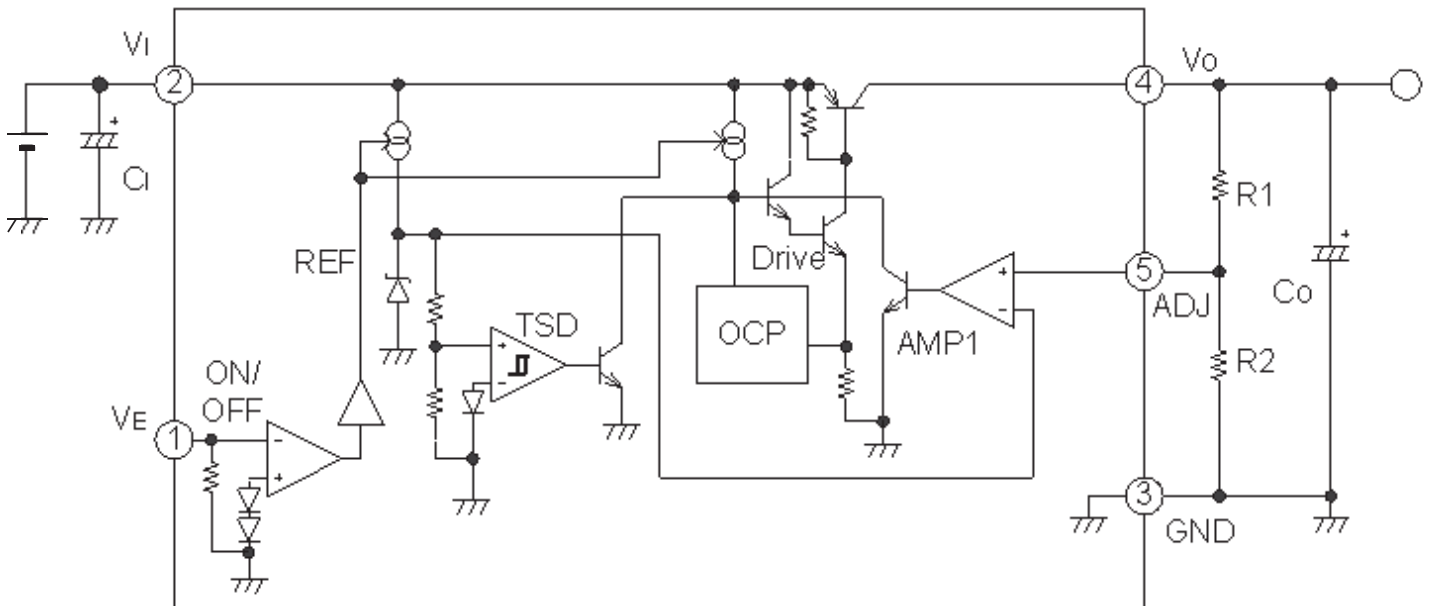 VI
2
4
VO
+
CI
R1
REF
Drive
+
5
ADJ
+
CO
TSD
OCP
AMP1
-
+
-
ON/
OFF
R2
VE
1
-
+
3
GND